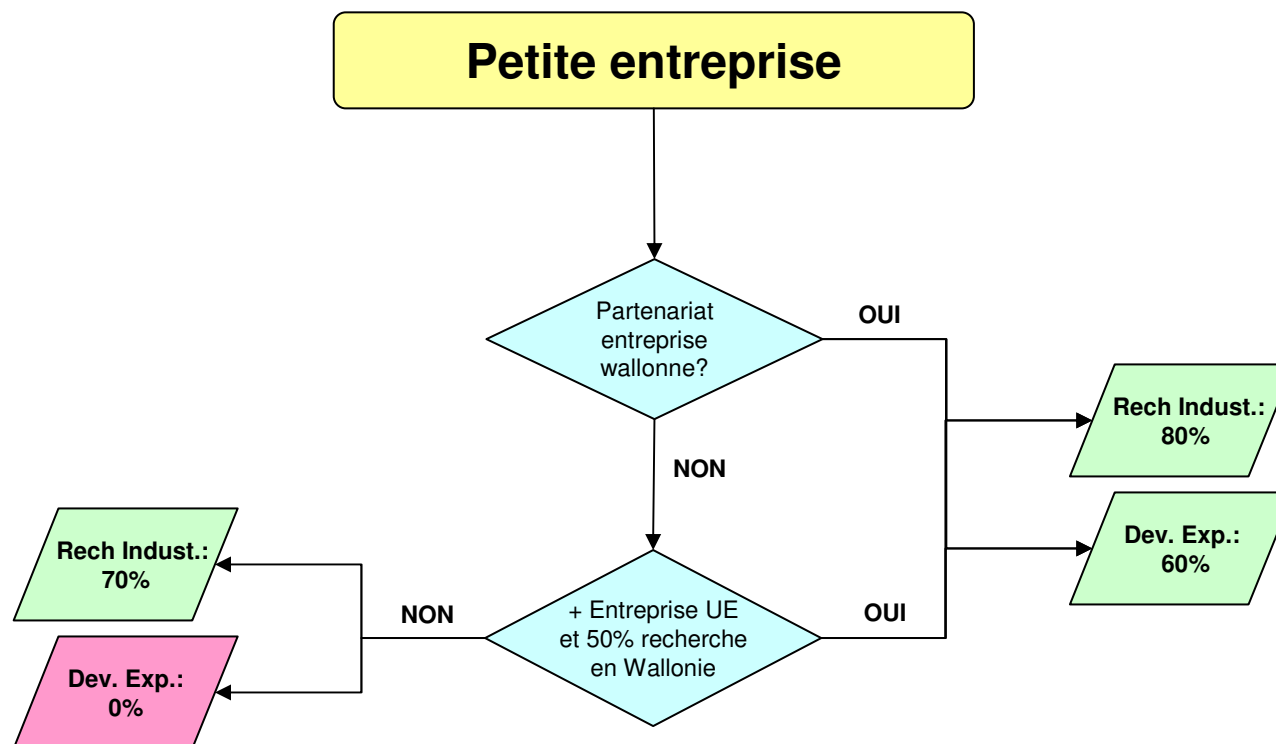 Petite entreprise
Partenariat
entreprise
wallonne?
OUI
Rech Indust.:
80%
NON
Dev. Exp.:
60%
Rech Indust.:
70%
NON
+ Entreprise UE
et 50% recherche
en Wallonie
OUI
Dev. Exp.:
0%